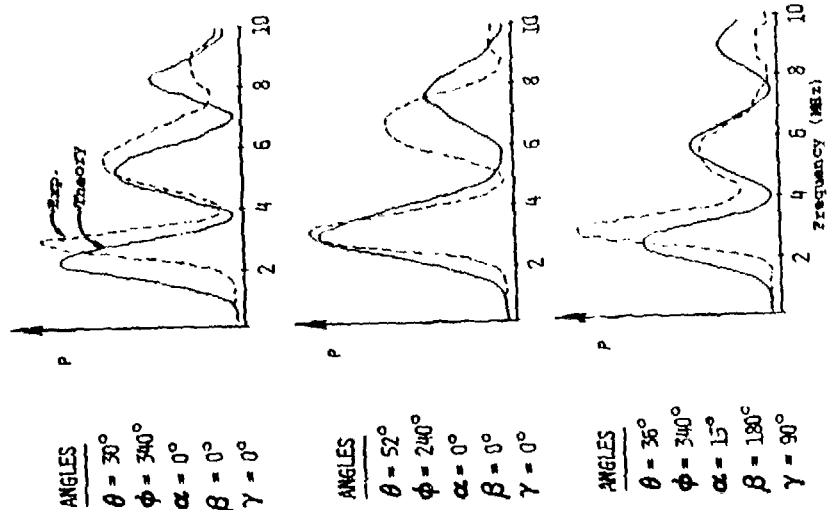 P
Exp.
Theory
2
4
6
8
10
ANGLES
θ = 30°
ϕ = 340°
α = 0°
β = 0°
γ = 0°
P
2
4
6
8
10
ANGLES
θ = 52°
ϕ = 240°
α = 0°
β = 0°
γ = 0°
P
2
4
6
8
10
Frequency (MHz)
ANGLES
θ = 36°
ϕ = 340°
α = 15°
β = 180°
γ = 90°